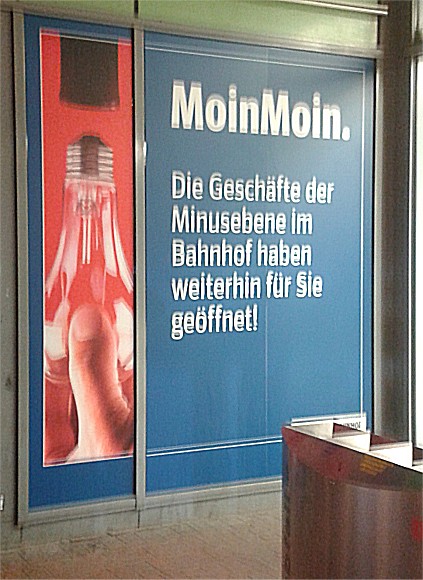 MoinMoin.
Die Geschäfte der
Minusebene im
Bahnhof haben
weiterhin für Sie
geöffnet!